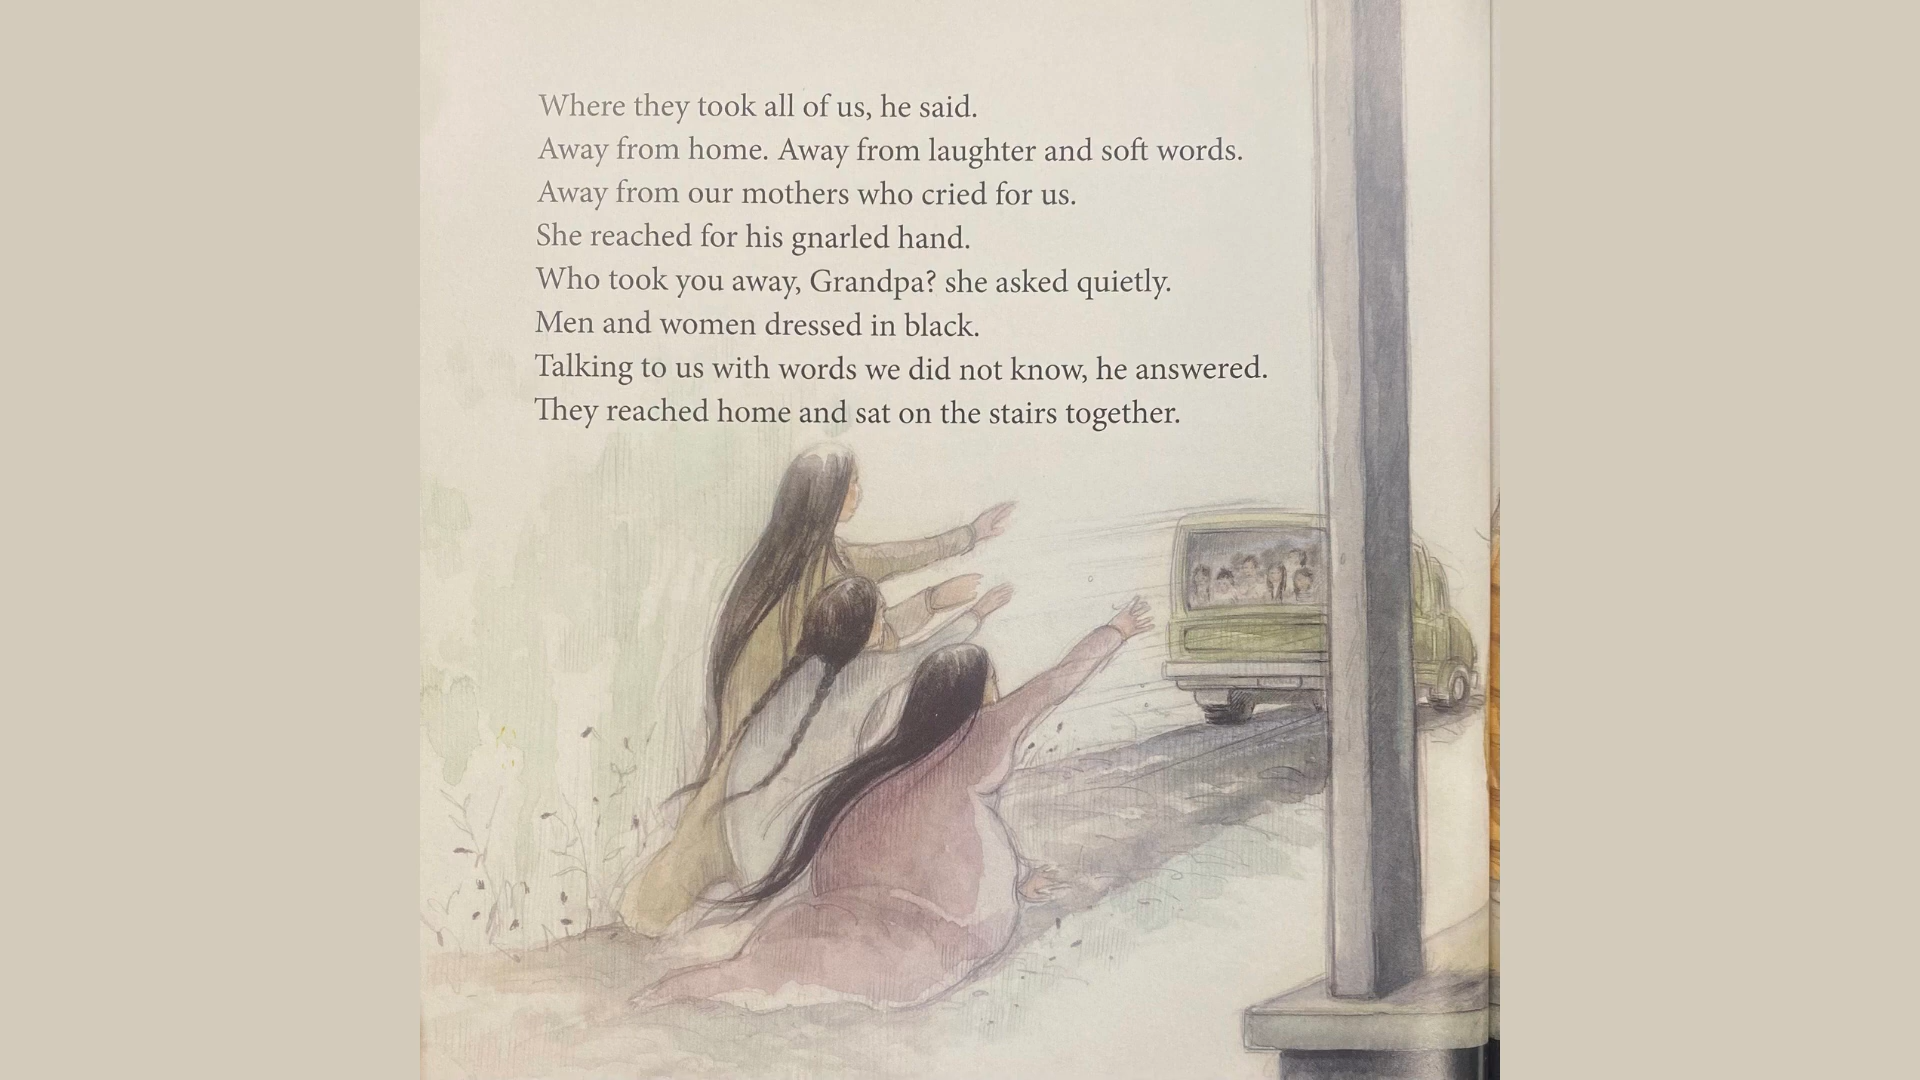 Where they took all of us, he said.
Away from home. Away from laughter and soft words.
Away from our mothers who cried for us.
She reached for his gnarled hand.
Who took you away, Grandpa? she asked quietly.
Men and women dressed in black.
Talking to us with words we did not know, he answered.
They reached home and sat on the stairs together.